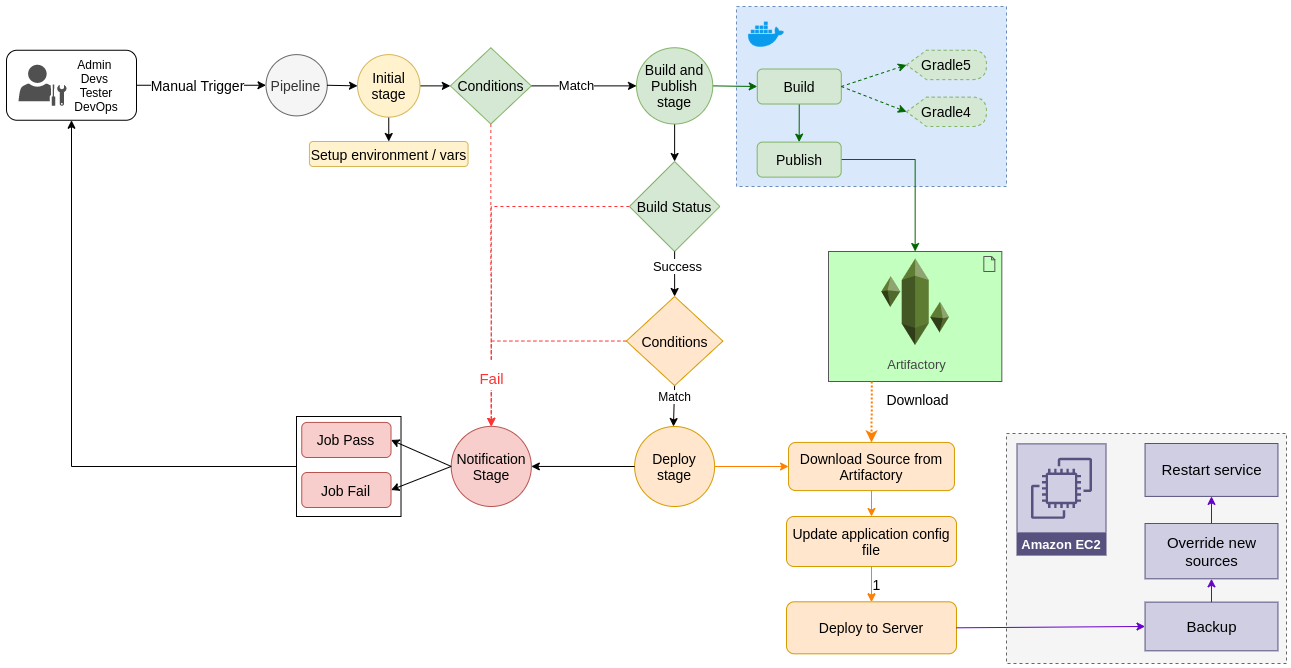 Admin
Devs
Tester
DevOps
Manual Trigger
Pipeline
Initial
stage
Setup environment / vars
Conditions
Match
Build and
Publish
stage
Build
Gradle5
Gradle4
Publish
Build Status
Success
Conditions
Match
Fail
Artifactory
Download
Job Pass
Job Fail
Notification
Stage
Deploy
stage
Download Source from
Artifactory
Update application config
file
1
Deploy to Server
Amazon EC2
Restart service
Override new
sources
Backup